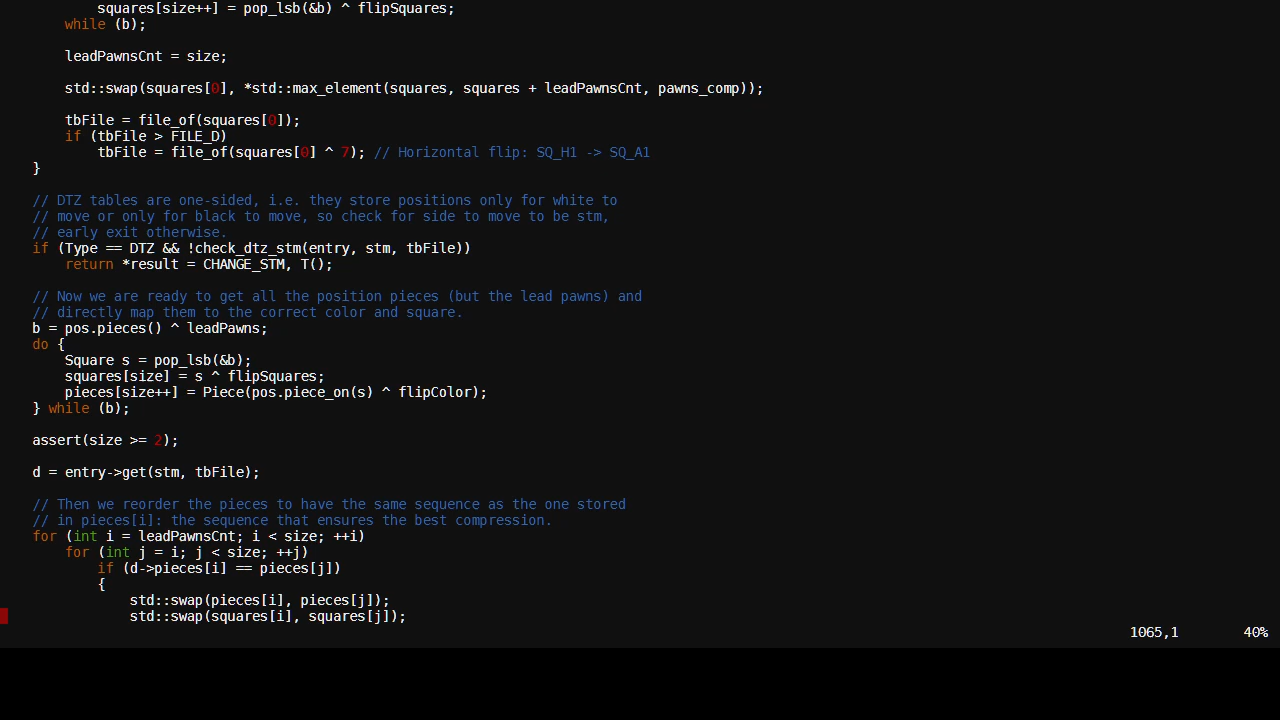 squares[size++] = pop_lsb(&b) ^ flipSquares;
while (b);
leadPawnsCnt = size;
std::swap(squares[0], *std::max_element(squares, squares + leadPawnsCnt, pawns_comp));
tbFile = file_of(squares[0]);
if (tbFile > FILE_D)
tbFile = file_of(squares[0] ^ 7); // Horizontal flip: SQ_H1 -> SQ_A1
}
// DTZ tables are one-sided, i.e. they store positions only for white to
// move or only for black to move, so check for side to move to be stm,
// early exit otherwise.
if (Type == DTZ && !check_dtz_stm(entry, stm, tbFile))
return *result = CHANGE_STM, T();
// Now we are ready to get all the position pieces (but the lead pawns) and
// directly map them to the correct color and square.
b = pos.pieces() ^ leadPawns;
do {
Square s = pop_lsb(&b);
squares[size] = s ^ flipSquares;
pieces[size++] = Piece(pos.piece_on(s) ^ flipColor);
} while (b);
assert(size >= 2);
d = entry->get(stm, tbFile);
// Then we reorder the pieces to have the same sequence as the one stored
// in pieces[i]: the sequence that ensures the best compression.
for (int i = leadPawnsCnt; i < size; ++i)
for (int j = i; j < size; ++j)
if (d->pieces[i] == pieces[j])
{
std::swap(pieces[i], pieces[j]);
std::swap(squares[i], squares[j]);
1065,1 40%